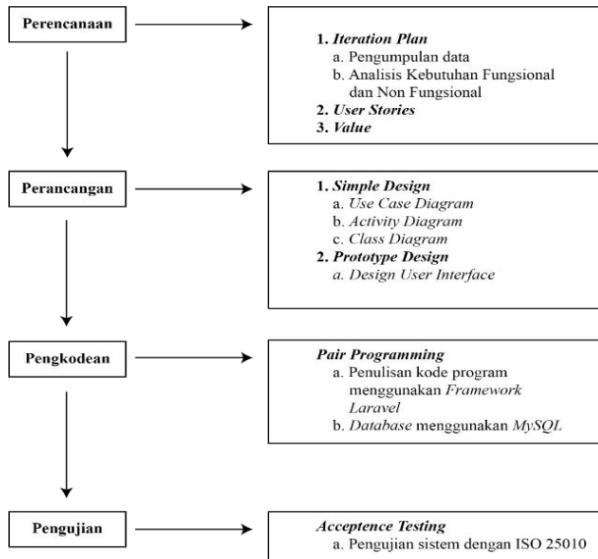 Perencanaan
1. Iteration Plan
a. Pengumpulan data
b. Analisis Kebutuhan Fungsional
dan Non Fungsional
2. User Stories
3. Value
Perancangan
1. Simple Design
a. Use Case Diagram
b. Activity Diagram
c. Class Diagram
2. Prototype Design
a. Design User Interface
Pengkodean
Pair Programming
a. Penulisan kode program
menggunakan Framework
Laravel
b. Database menggunakan MySQL
Pengujian
Acceptence Testing
a. Pengujian sistem dengan ISO 25010